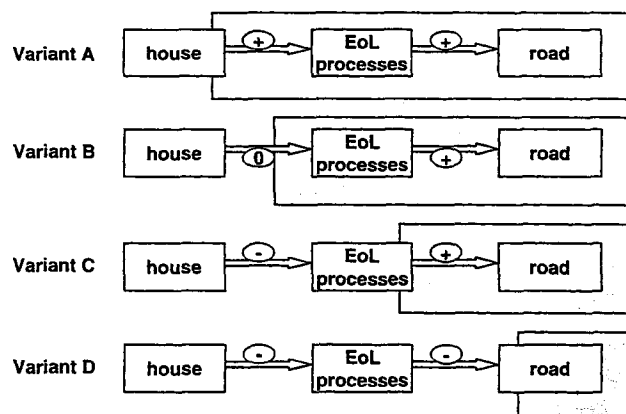 Variant A
house
+
EoL
processes
+
road
Variant B
house
0
EoL
processes
+
road
Variant C
house
-
EoL
processes
+
road
Variant D
house
-
EoL
processes
-
road